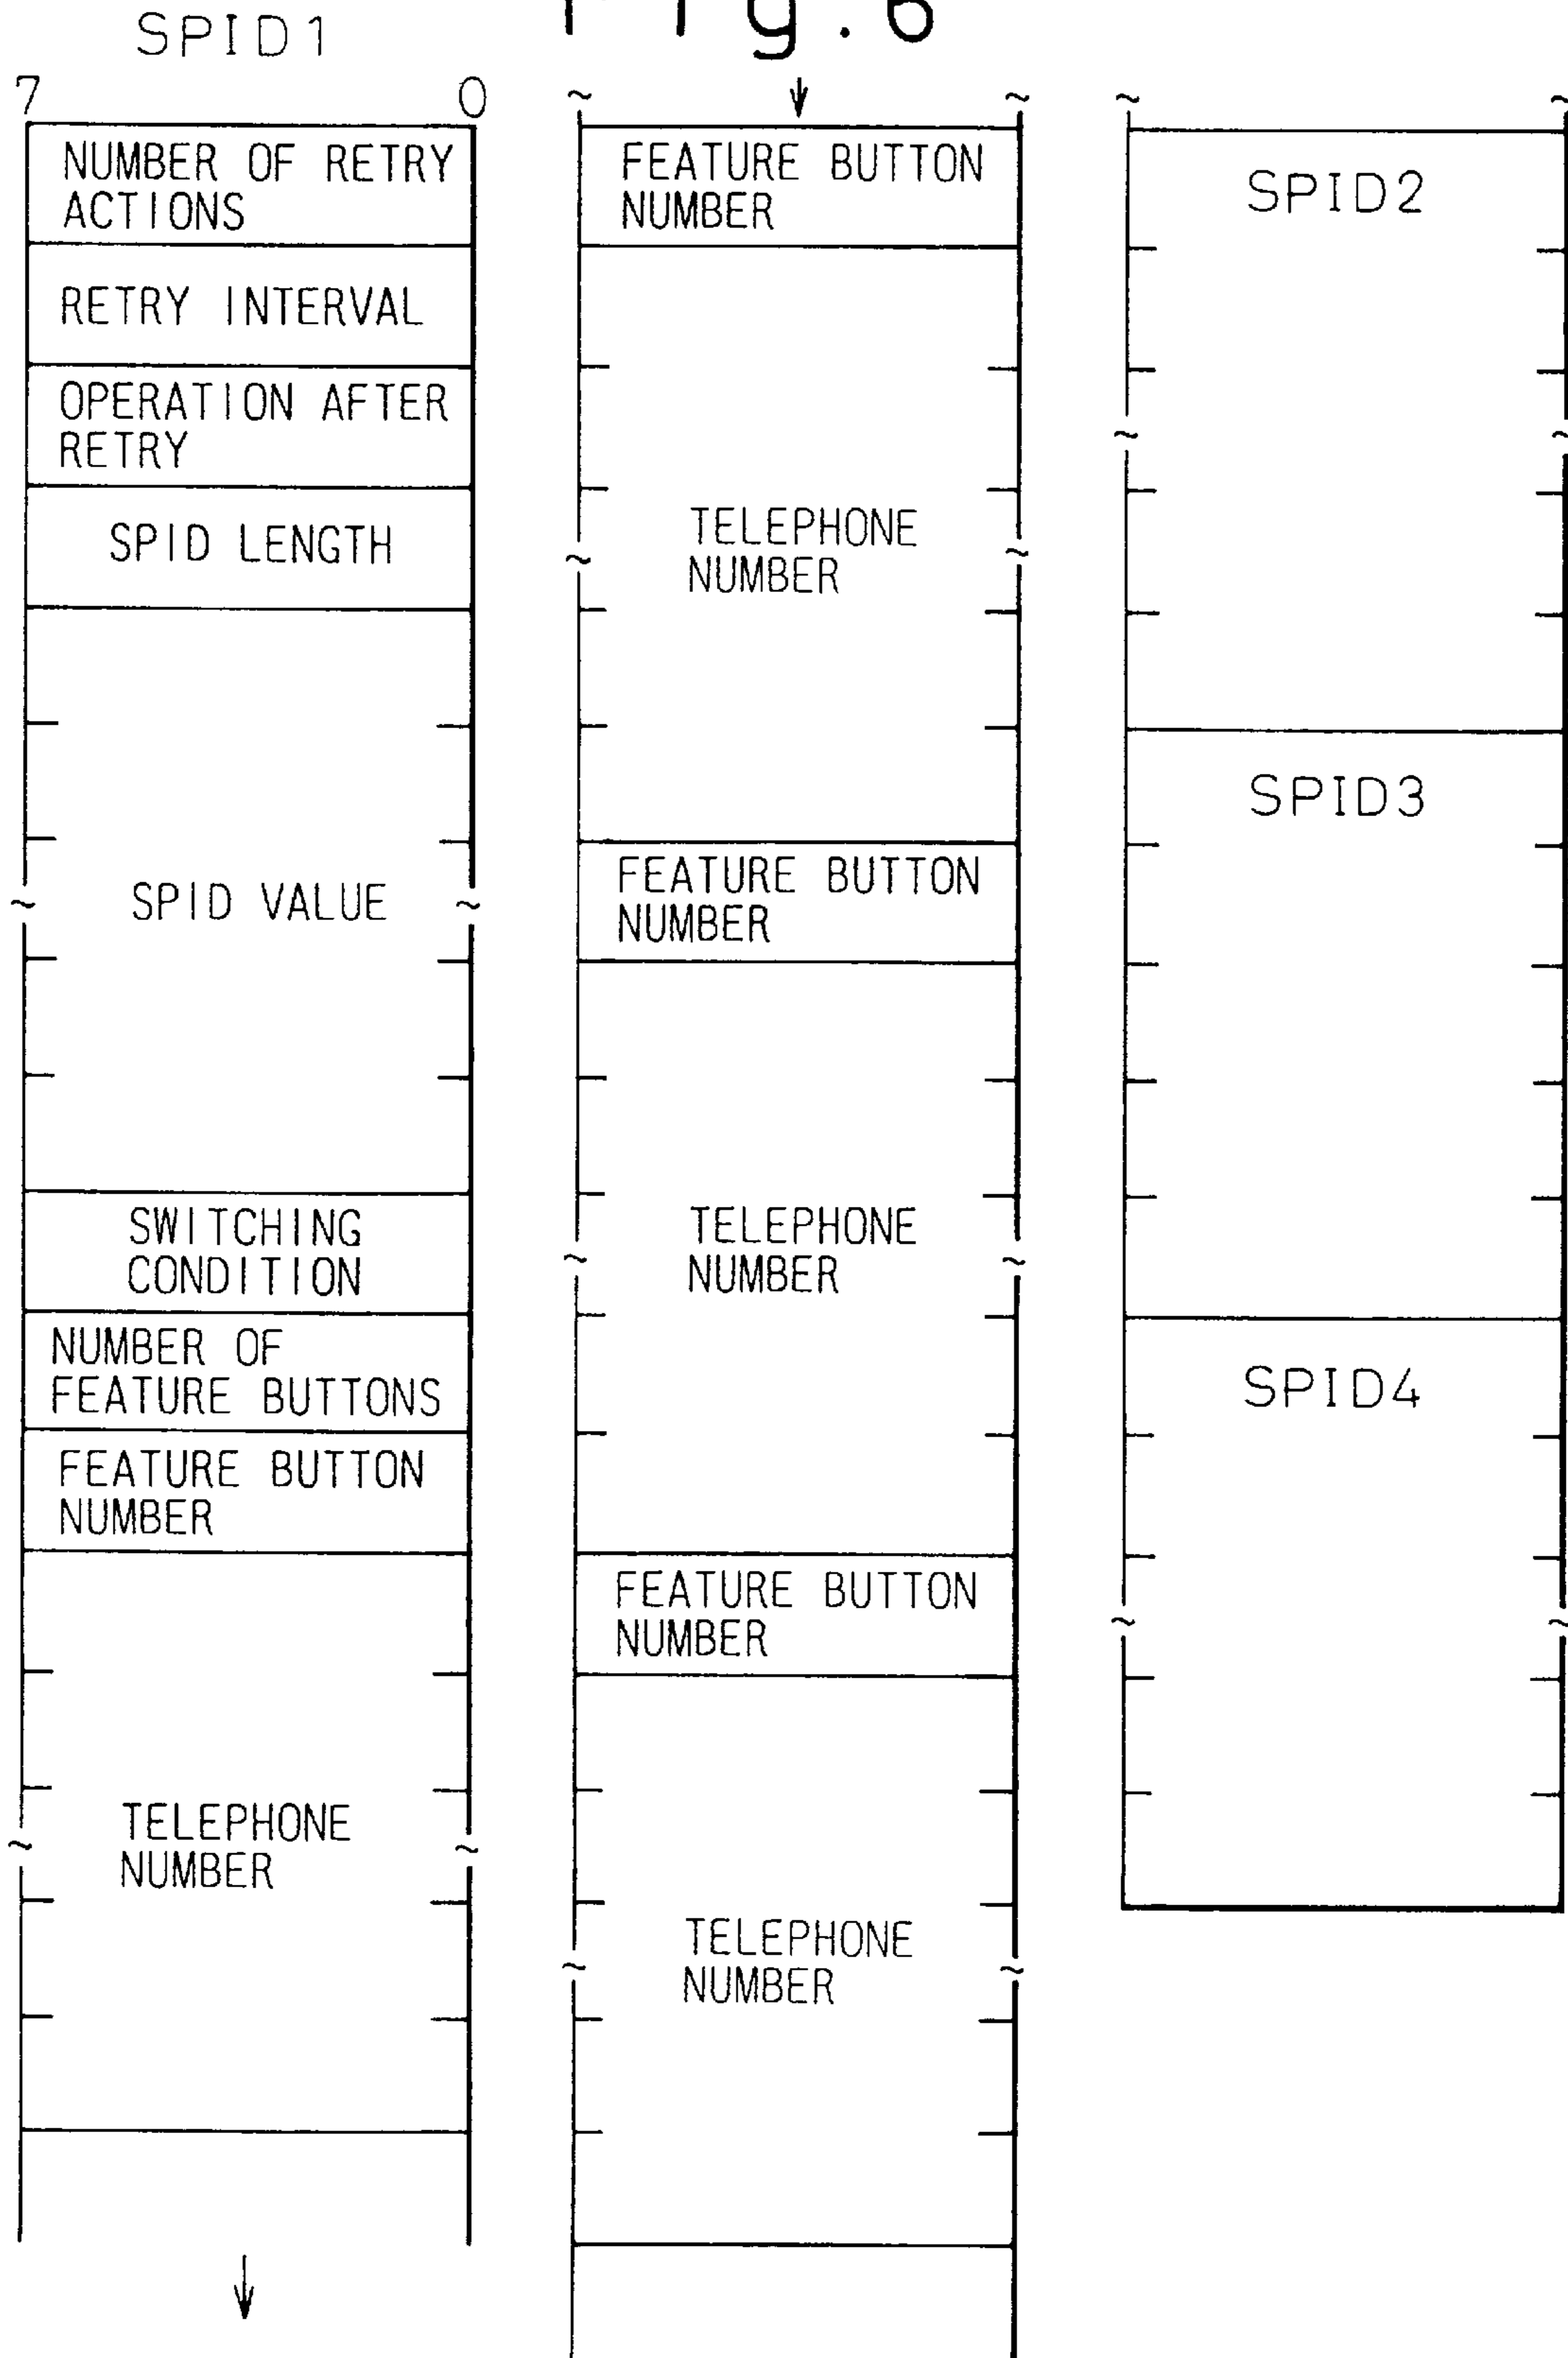 Fig.6
SPID1
7 0
NUMBER OF RETRY
ACTIONS
RETRY INTERVAL
OPERATION AFTER
RETRY
SPID LENGTH
SPID VALUE
SWITCHING
CONDITION
NUMBER OF
FEATURE BUTTONS
FEATURE BUTTON
NUMBER
TELEPHONE
NUMBER
FEATURE BUTTON
NUMBER
TELEPHONE
NUMBER
FEATURE BUTTON
NUMBER
TELEPHONE
NUMBER
FEATURE BUTTON
NUMBER
TELEPHONE
NUMBER
SPID2
SPID3
SPID4